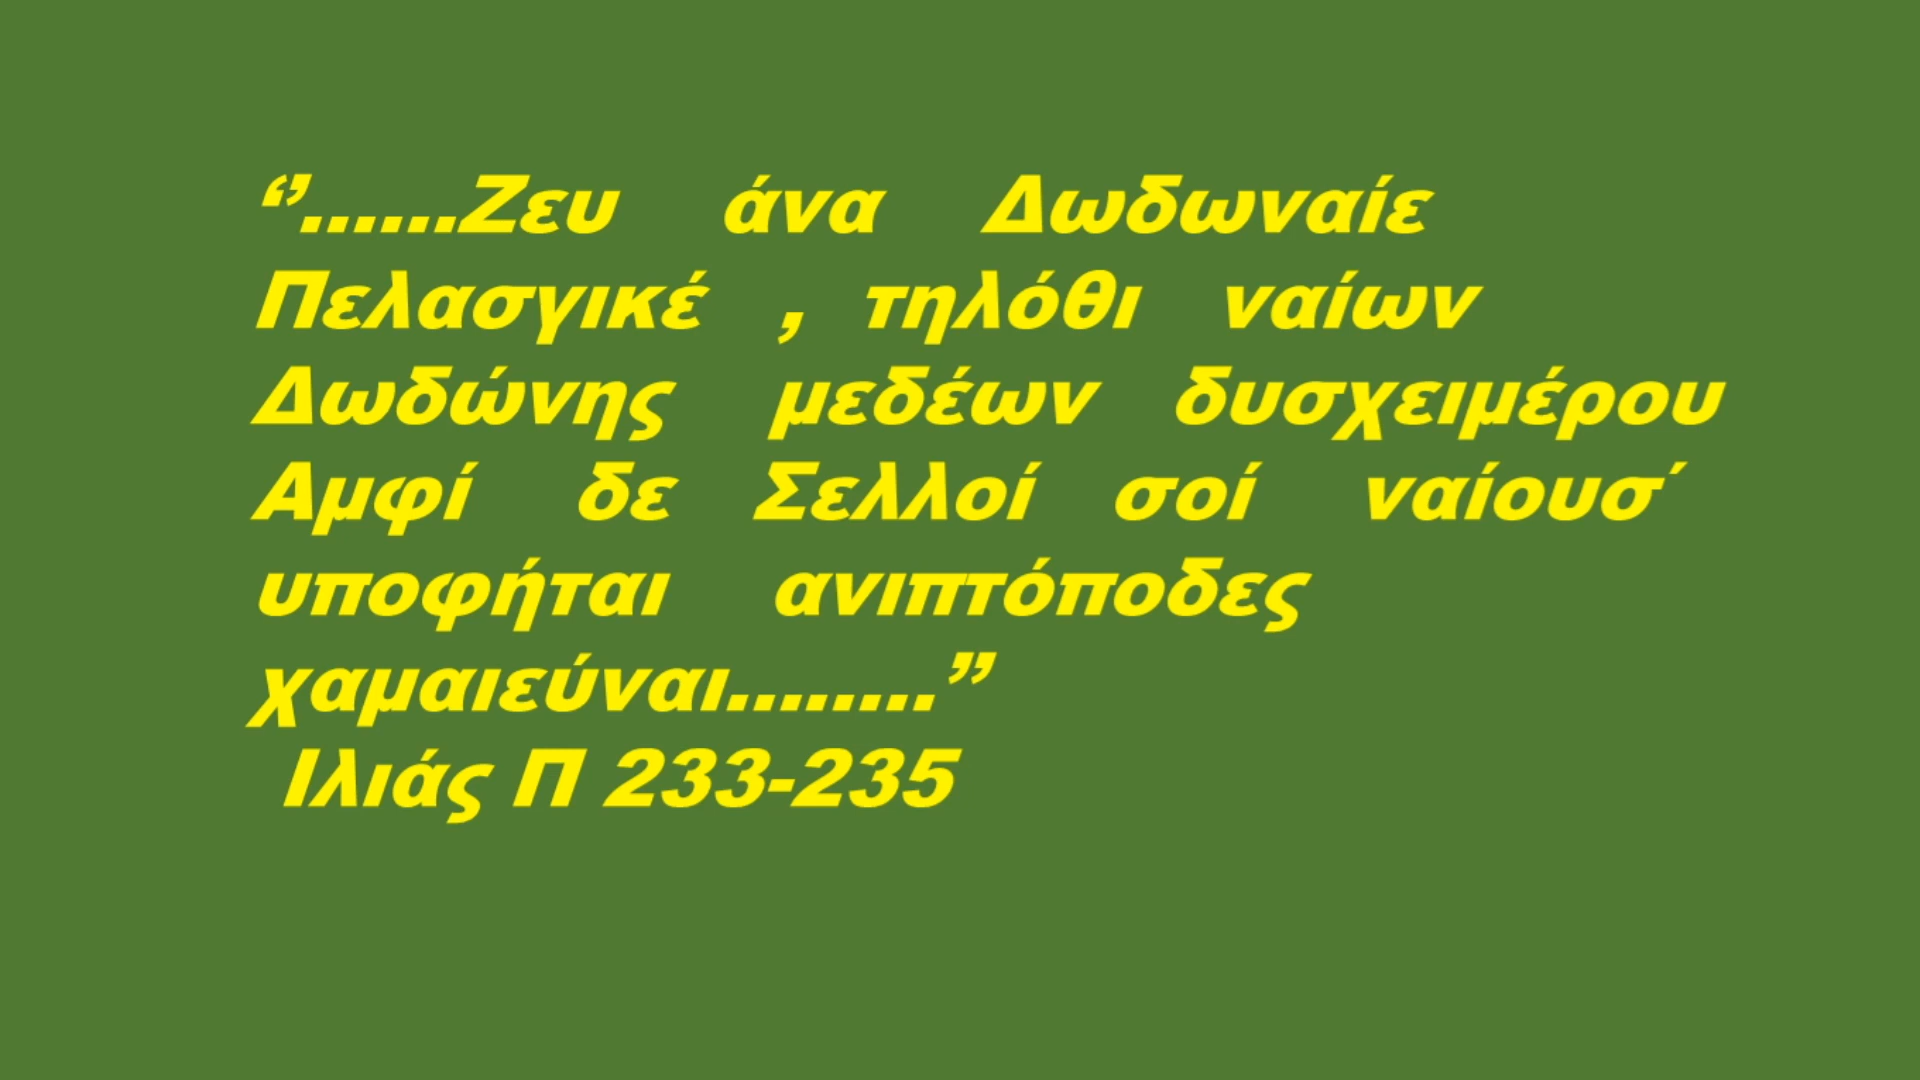 ‘’......Ζευ άνα Δωδωναίε
Πελασγικέ , τηλόθι ναίων
Δωδώνης μεδέων δυσχειμέρου
Αμφί δε Σελλοί σοί ναίουσ΄
υποφήται ανιπτόποδες
χαμαιεύναι........’’
Ιλιάς Π 233-235